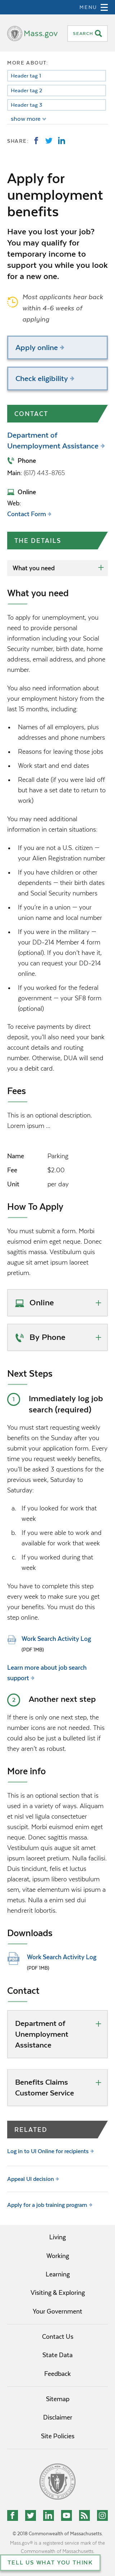 MENU
Mass.gov
SEARCH
MORE ABOUT
Header tag 1
Header tag 2
Header tag 3
show more
SHARE
Apply for
unemployment
benefits
Have you lost your job?
You may qualify for
temporary income to
support you while you look
for a new one.
Most applicants hear back
within 4-6 weeks of
applying
Apply online
Check eligibility
CONTACT
Department of
Unemployment Assistance
Phone
Main: (617) 443-8765
Online
Web:
Contact Form
THE DETAILS
What you need
What you need
To apply for unemployment, you
need to provide personal
information including your Social
Security number, birth date, home
address, email address, and phone
number.
You also need information about
your employment history from the
last 15 months, including
• Names of all employers, plus
addresses and phone numbers
• Reasons for leaving those jobs
• Work start and end dates
• Recall date (if you were laid off
but have a set date to return to
work)
You may need additional
information in certain situations:
• If you are not a U.S. citizen —
your Alien Registration number
• If you have children or other
dependents — their birth dates
and Social Security numbers
• If you're in a union — your
union name and local number
• If you were in the military —
your DD-214 Member 4 form
(optional). If you don't have it,
you can request your DD-214
online.
• If you worked for the federal
government — your SF8 form
(optional)
To receive payments by direct
deposit, you'll also need your bank
account details and routing
number. Otherwise, DUA will send
you a debit card.
Fees
This is an optional description.
Lorem ipsum ...
Name Parking
Fee $2.00
Unit per day
How To Apply
You must submit a form. Morbi
euismod enim eget neque. Donec
sagittis massa. Vestibulum quis
augue sit amet ipsum laoreet
pretium.
Online
By Phone
Next Steps
1 Immediately log job
search (required)
You must start requesting weekly
benefits on the Sunday after you
submit your application form. Every
time you request benefits (weekly),
you'll be asked 3 questions for the
previous week, Saturday to
Saturday:
a. If you looked for work that
week
b. If you were able to work and
available for work that week
c. If you worked during that
week
You have to complete this step
every week to make sure you get
your benefits. You must do this
step online.
Work Search Activity Log
(PDF 1MB)
Learn more about job search
support
2 Another next step
If there is only one next step, the
number icon are not needed. This
could also be just a bulleted list if
they aren't is a robust.
More info
This is an optional section that is
used in a variety of areas. Aliquam
a nisl vel ligula placerat tempor
suscipit. Morbi euismod enim eget
neque. Donec sagittis massa.
Vestibulum quis augue sit amet
ipsum laoreet pretium. Nulla facilisi.
Duis tincidunt, felis et luctus
placerat, ipsum libero vestibulum
sem, vitae elementum wisi ipsum
a metus. Nulla a enim a dui
hendrerit lobortis.
Downloads
Work Search Activity Log
(PDF 1MB)
Contact
Department of
Unemployment
Assistance
Benefits Claims
Customer Service
RELATED
Log in to UI Online for recipients
Appeal UI decision
Apply for a job training program
Living
Working
Learning
Visiting & Exploring
Your Government
Contact Us
State Data
Feedback
Sitemap
Disclaimer
Site Policies
© 2018 Commonwealth of Massachusetts.
Mass.gov® is a registered service mark of the
Commonwealth of Massachusetts.
TELL US WHAT YOU THINK